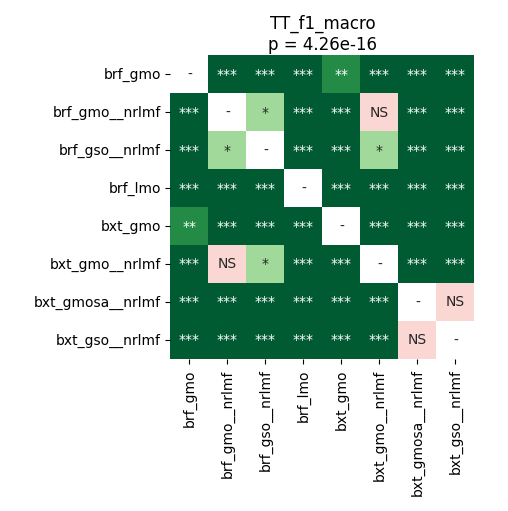 TT_f1_macro
p = 4.26e-16
brf_gmo - *** *** *** ** *** *** ***
brf_gmo__nrlmf *** - * *** *** NS *** ***
brf_gso__nrlmf *** * - *** *** * *** ***
brf_lmo *** *** *** - *** *** *** ***
bxt_gmo ** *** *** *** - *** *** ***
bxt_gmo__nrlmf *** NS * *** *** - *** ***
bxt_gmosa__nrlmf *** *** *** *** *** *** - NS
bxt_gso__nrlmf *** *** *** *** *** *** NS -
brf_gmo
brf_gmo__nrlmf
brf_gso__nrlmf
brf_lmo
bxt_gmo
bxt_gmo__nrlmf
bxt_gmosa__nrlmf
bxt_gso__nrlmf